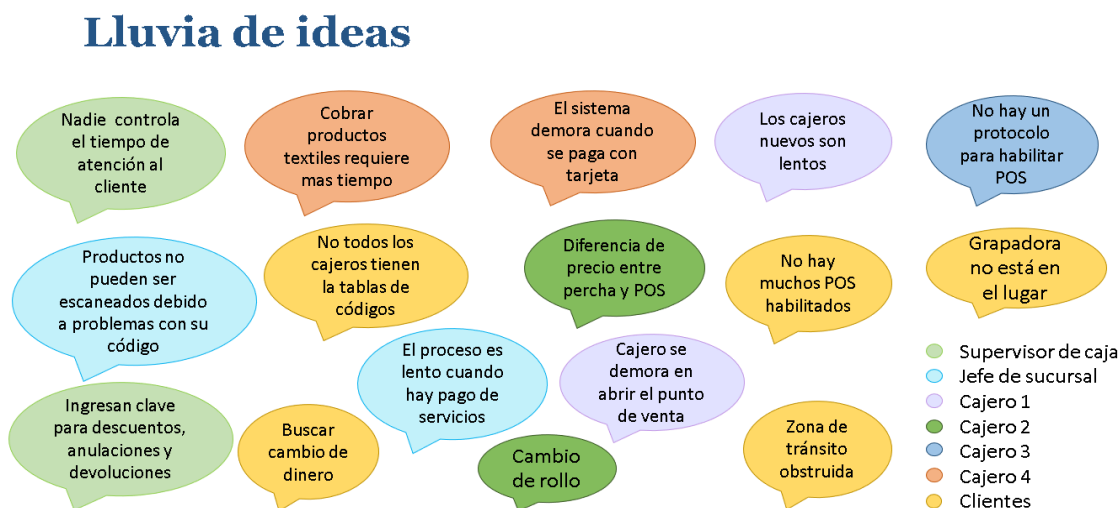 Lluvia de ideas
Nadie controla
el tiempo de
atención al
cliente
Cobrar
productos
textiles requiere
mas tiempo
El sistema
demora cuando
se paga con
tarjeta
Los cajeros
nuevos son
lentos
No hay un
protocolo
para habilitar
POS
Productos no
pueden ser
escaneados debido
a problemas con su
código
No todos los
cajeros tienen
la tablas de
códigos
Diferencia de
precio entre
percha y POS
No hay
muchos POS
habilitados
Grapadora
no está en
el lugar
El proceso es
lento cuando
hay pago de
servicios
Cajero se
demora en
abrir el punto
de venta
Ingresan clave
para descuentos,
anulaciones y
devoluciones
Buscar
cambio de
dinero
Cambio
de rollo
Zona de
tránsito
obstruida
Supervisor de caja
Jefe de sucursal
Cajero 1
Cajero 2
Cajero 3
Cajero 4
Clientes